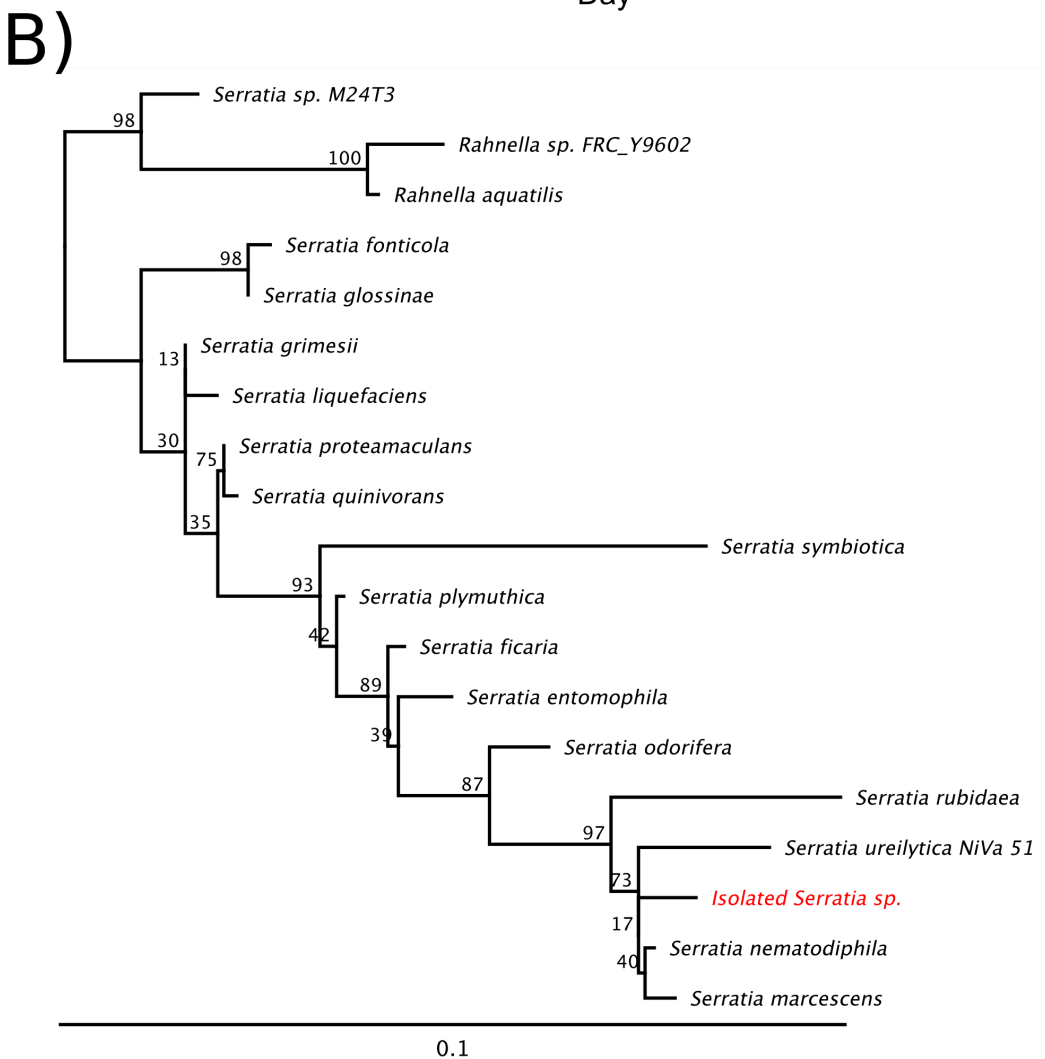 Day
B)
Serratia sp. M24T3
98
Rahnella sp. FRC_Y9602
100
Rahnella aquatilis
Serratia fonticola
98
Serratia glossinae
Serratia grimesii
13
Serratia liquefaciens
30
Serratia proteamaculans
75
Serratia quinivorans
35
Serratia symbiotica
93
Serratia plymuthica
42
Serratia ficaria
89
Serratia entomophila
39
Serratia odorifera
87
Serratia rubidaea
97
Serratia ureilytica NiVa 51
73
Isolated Serratia sp.
17
Serratia nematodiphila
40
Serratia marcescens
0.1